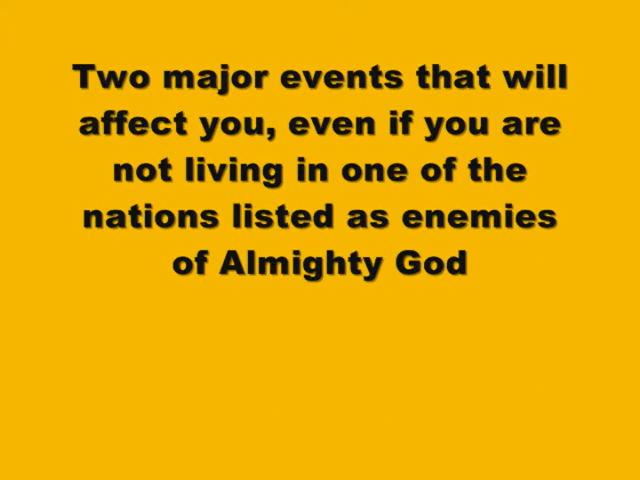 Two major events that will
affect you, even if you are
not living in one of the
nations listed as enemies
of Almighty God